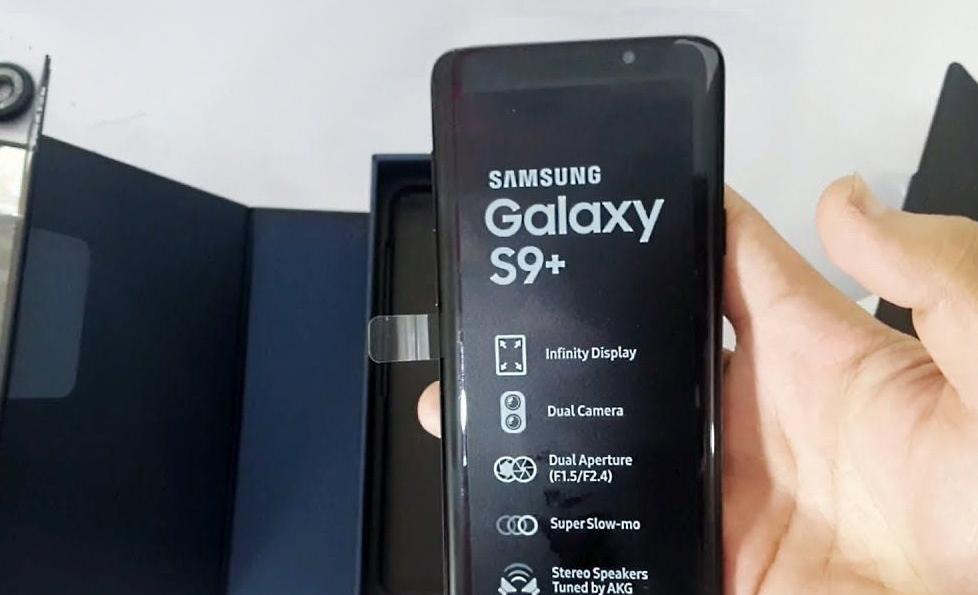 SAMSUNG
Galaxy
S9+
Infinity Display
Dual Camera
Dual Aperture
(F1.5/F2.4)
Super Slow-mo
Stereo Speakers
Tuned by AKG